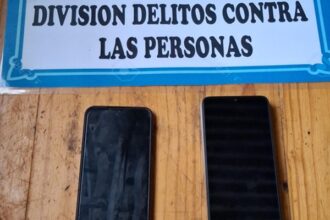 DIVISION DELITOS CONTRA
LAS PERSONAS